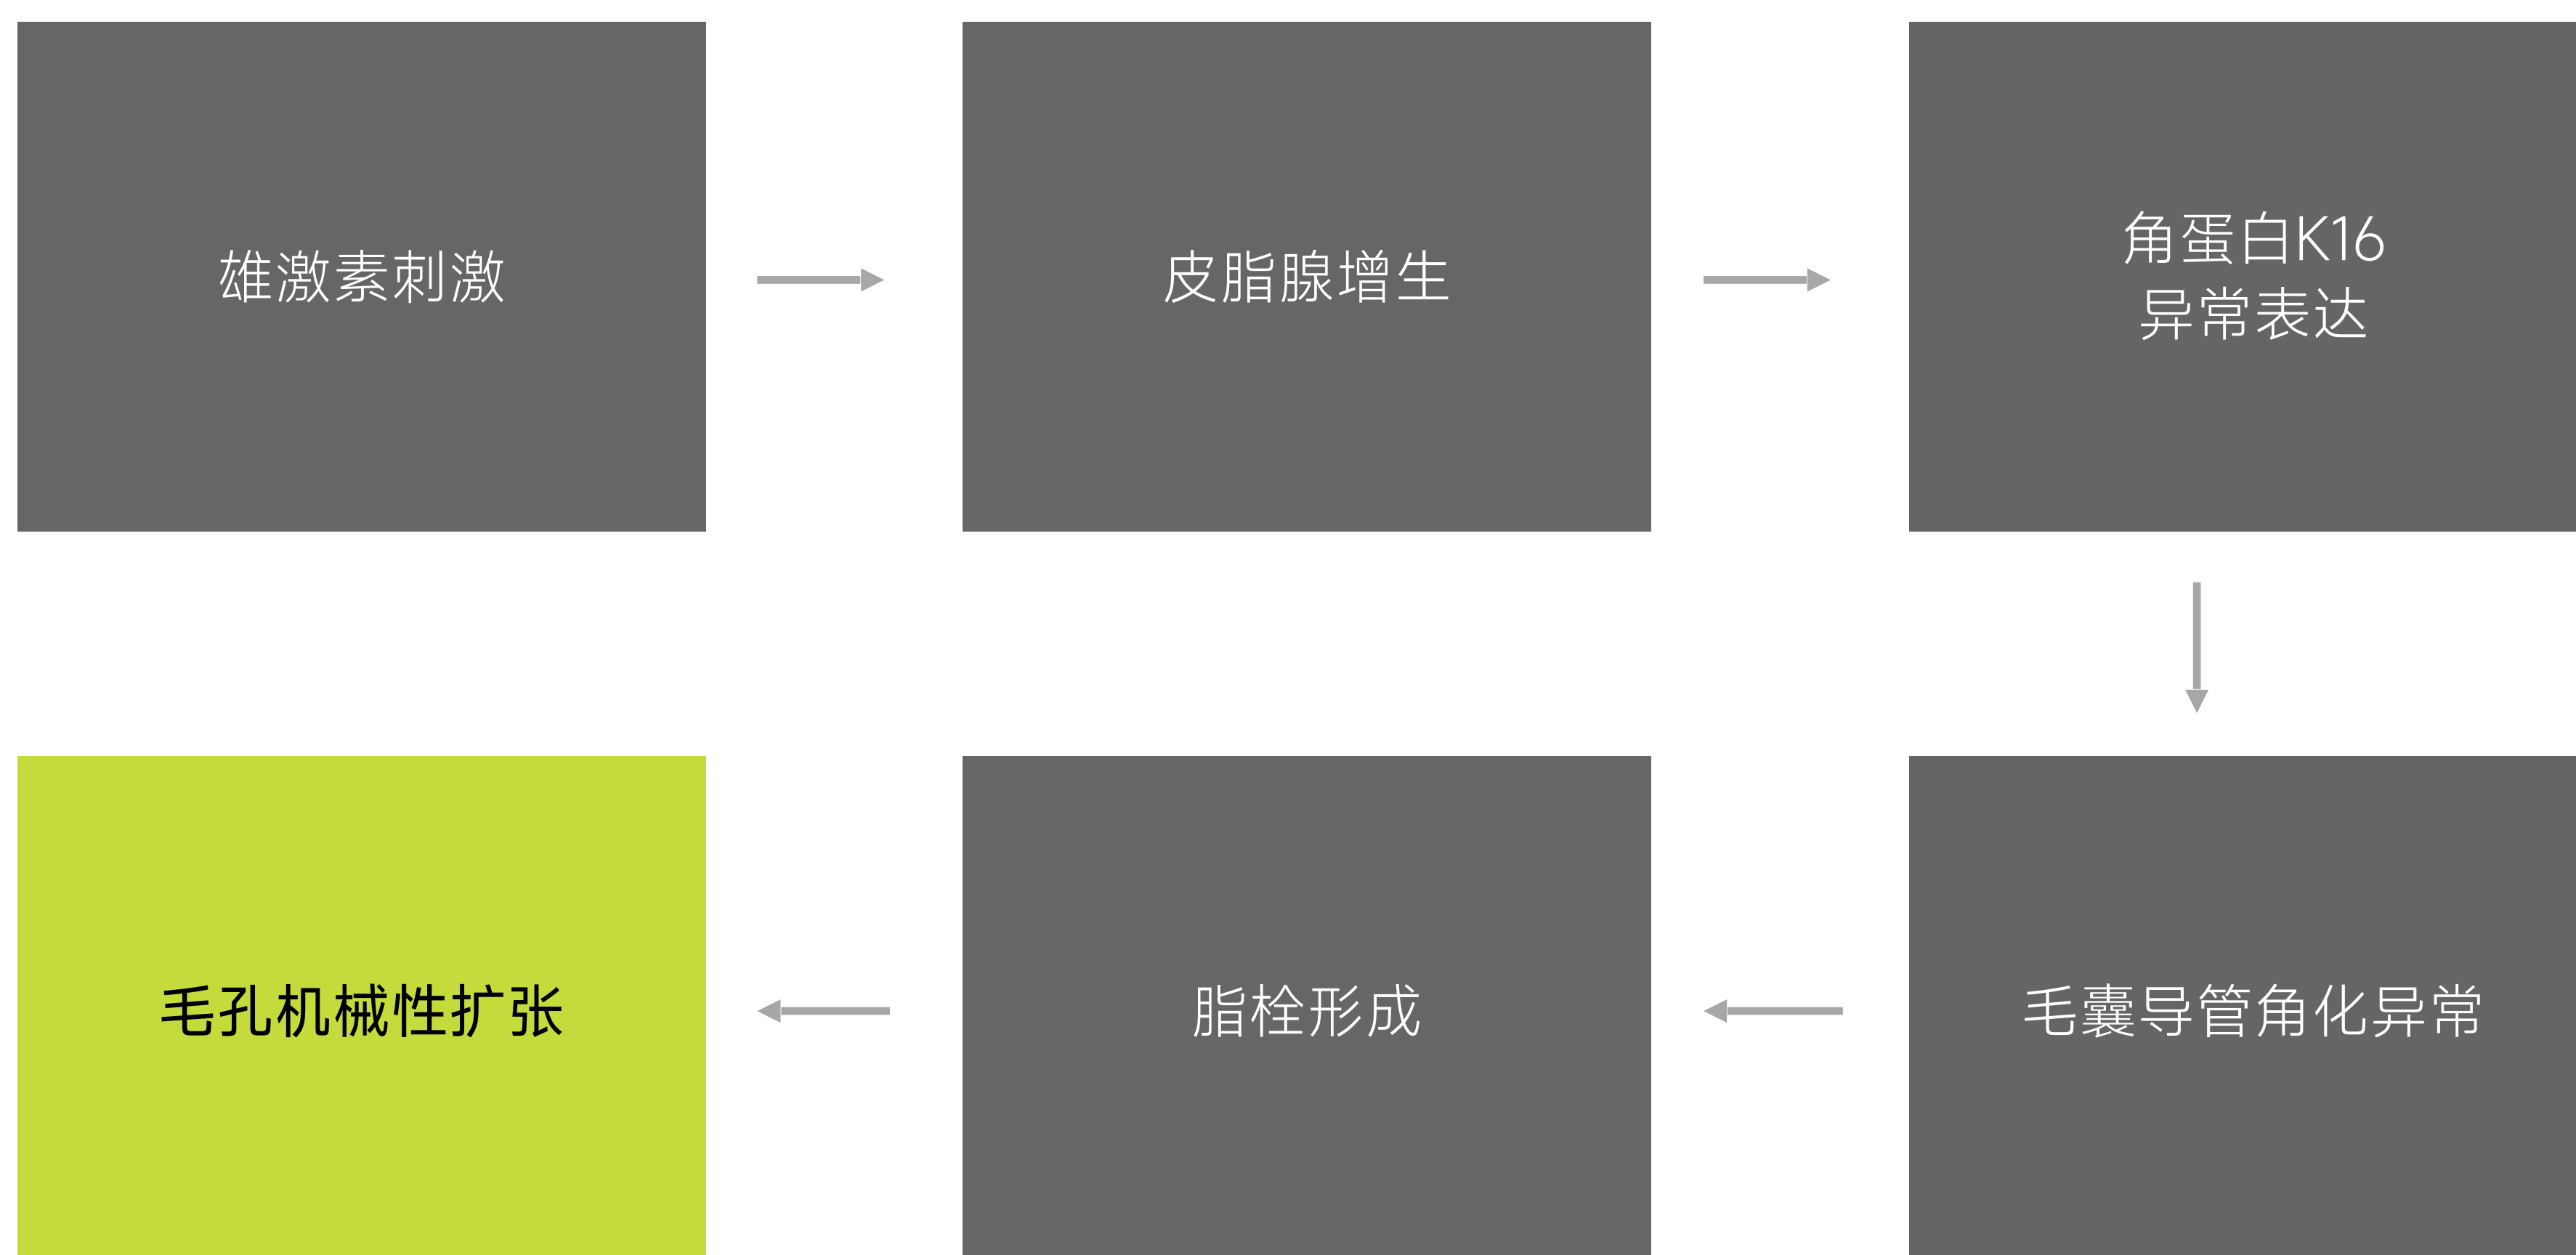 雄激素刺激
皮脂腺增生
角蛋白K16
异常表达
毛囊导管角化异常
脂栓形成
毛孔机械性扩张